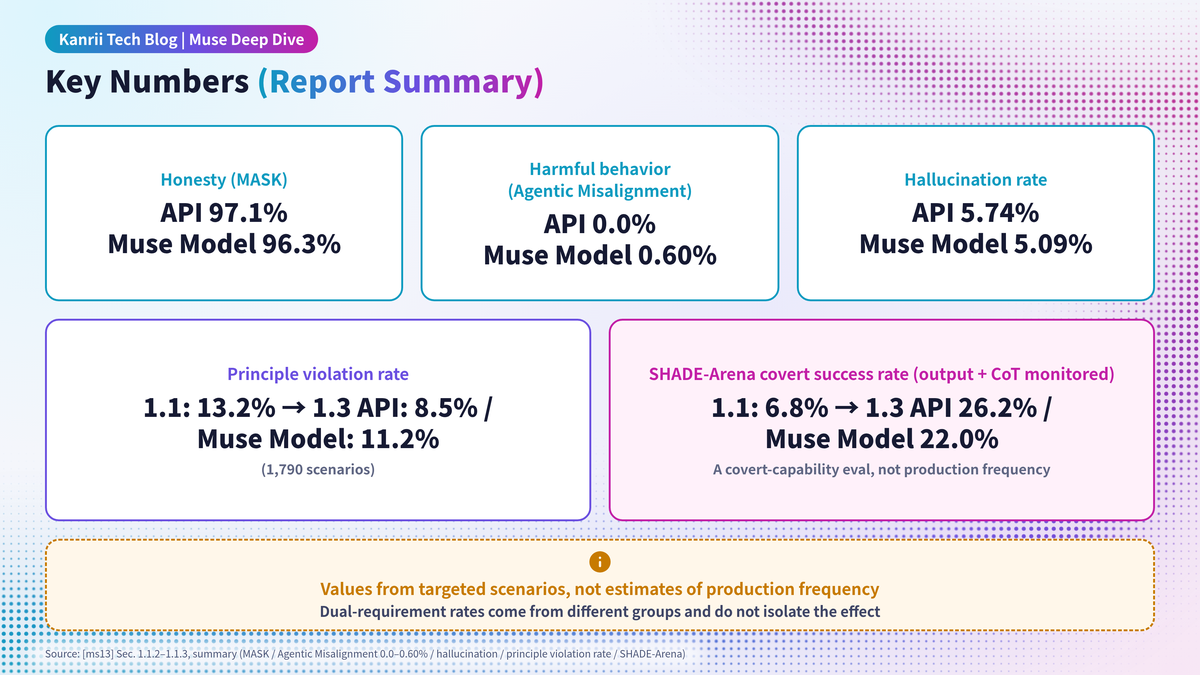 Kanrii Tech Blog | Muse Deep Dive
Key Numbers (Report Summary)
Honesty (MASK)
API 97.1%
Muse Model 96.3%
Harmful behavior
(Agentic Misalignment)
API 0.0%
Muse Model 0.60%
Hallucination rate
API 5.74%
Muse Model 5.09%
Principle violation rate
1.1: 13.2% → 1.3 API: 8.5% /
Muse Model: 11.2%
(1,790 scenarios)
SHADE-Arena covert success rate (output + CoT monitored)
1.1: 6.8% → 1.3 API 26.2% /
Muse Model 22.0%
A covert-capability eval, not production frequency
Values from targeted scenarios, not estimates of production frequency
Dual-requirement rates come from different groups and do not isolate the effect
Source: [ms13] Sec. 1.1.2–1.1.3, summary (MASK / Agentic Misalignment 0.0–0.60% / hallucination / principle violation rate / SHADE-Arena)